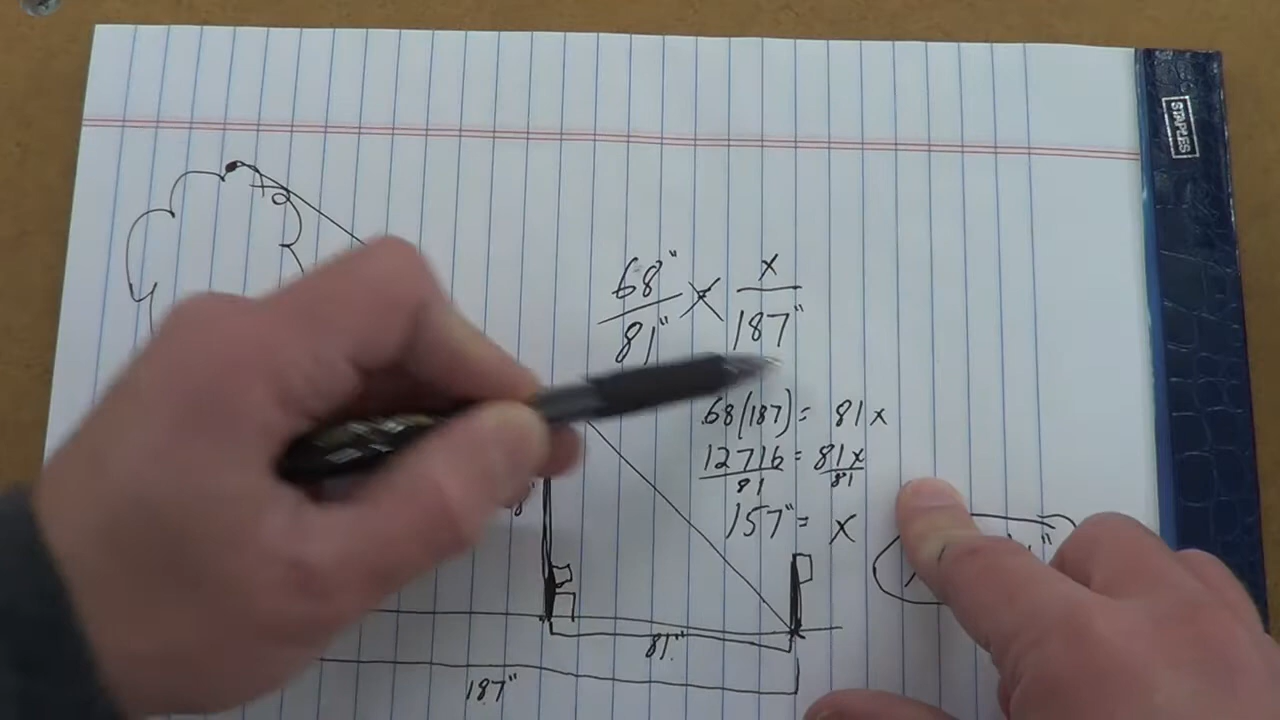 STAPLES
68" x
81" 187"
68(187) = 81x
12716 = 81x
81 81
157" = x
81"
187"